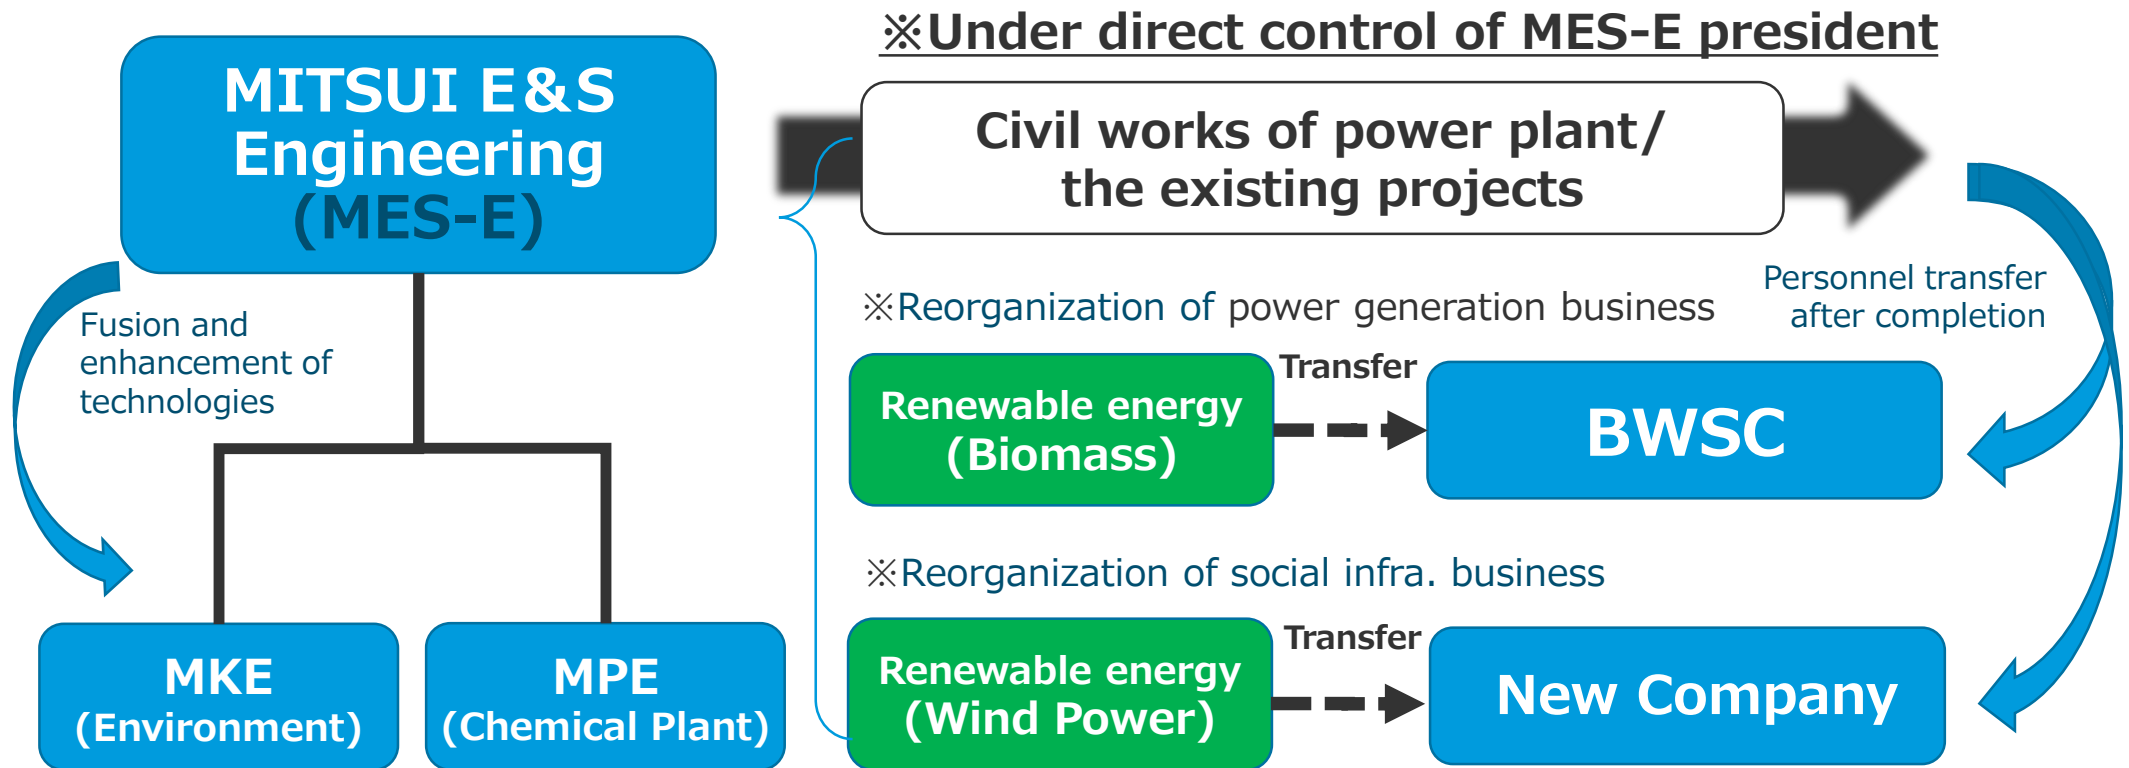 MITSUI E&S
Engineering
(MES-E)
Fusion and
enhancement of
technologies
MKE
(Environment)
MPE
(Chemical Plant)
※Under direct control of MES-E president
Civil works of power plant/
the existing projects
Personnel transfer
after completion
※Reorganization of power generation business
Renewable energy
(Biomass)
Transfer
BWSC
※Reorganization of social infra. business
Renewable energy
(Wind Power)
Transfer
New Company